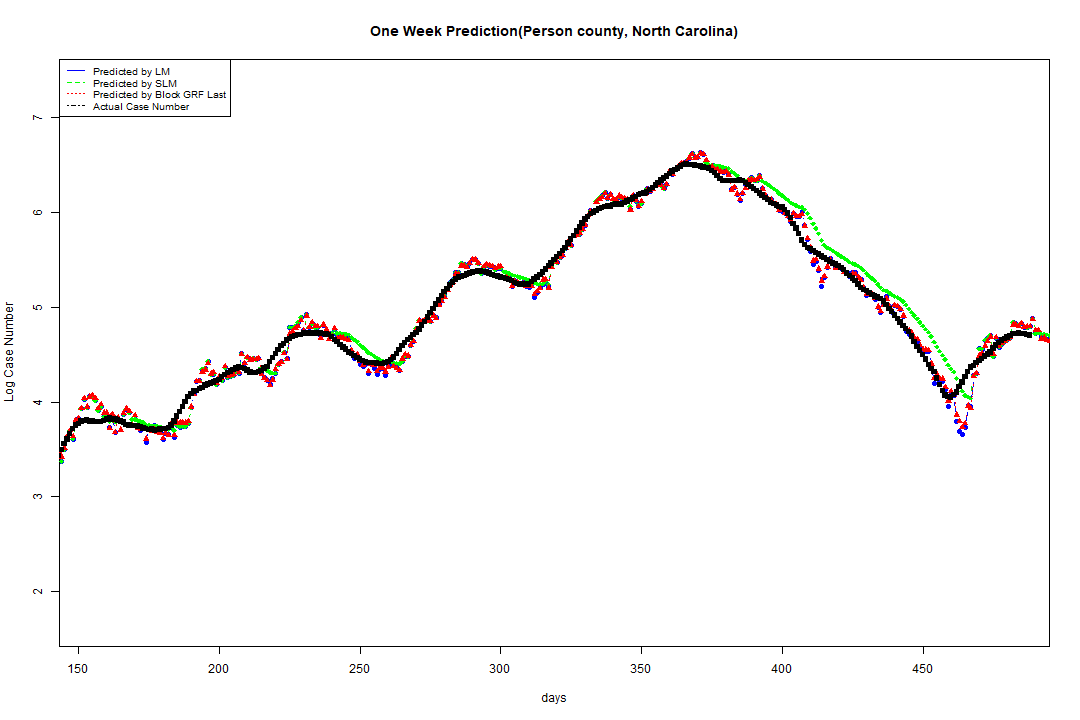 One Week Prediction(Person county, North Carolina)
Predicted by LM
Predicted by SLM
Predicted by Block GRF Last
Actual Case Number
7
6
5
4
3
2
Log Case Number
150 200 250 300 350 400 450
days